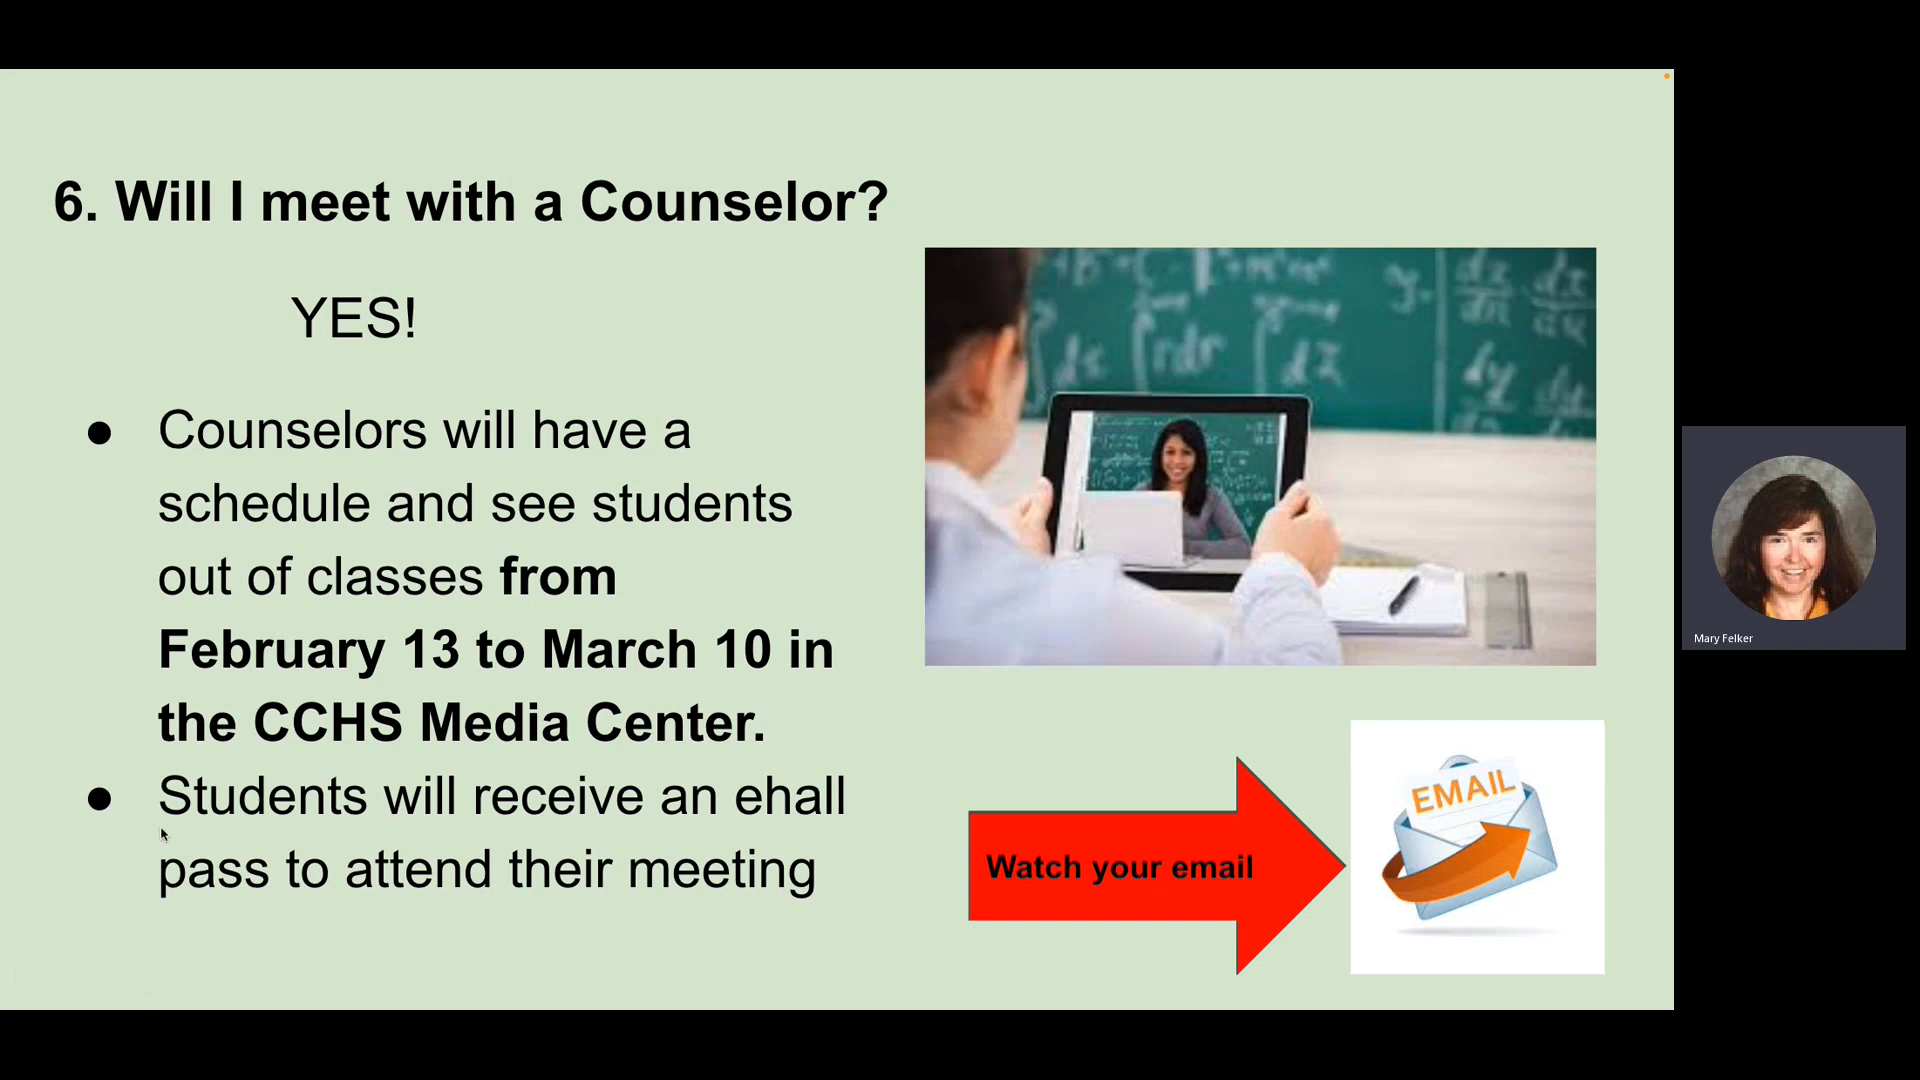 6. Will I meet with a Counselor?
YES!
● Counselors will have a
schedule and see students
out of classes from
February 13 to March 10 in
the CCHS Media Center.
● Students will receive an ehall
pass to attend their meeting
Watch your email
EMAIL
Mary Felker